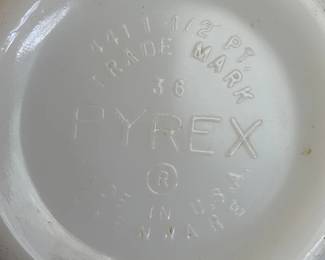 441 1 1/2 PT.
TRADE MARK
36
PYREX
®
IN U.S.A.